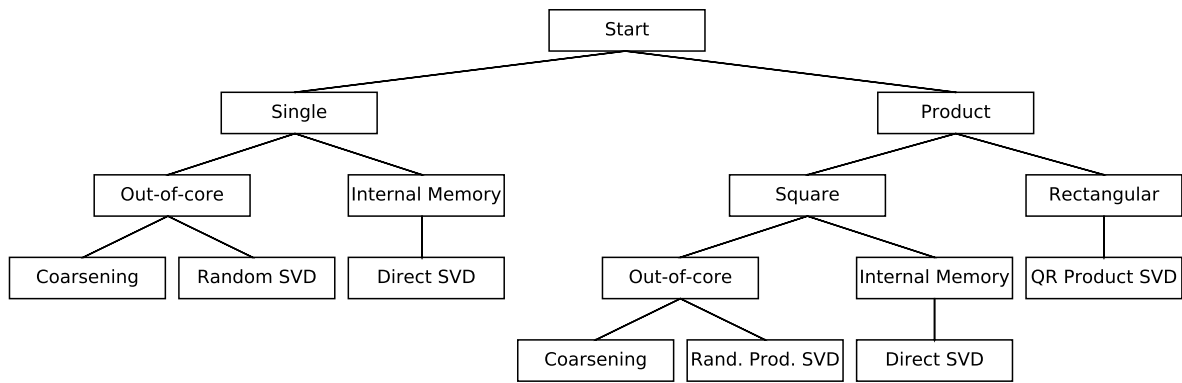 Start
Single
Product
Out-of-core
Internal Memory
Square
Rectangular
Coarsening
Random SVD
Direct SVD
Out-of-core
Internal Memory
QR Product SVD
Coarsening
Rand. Prod. SVD
Direct SVD